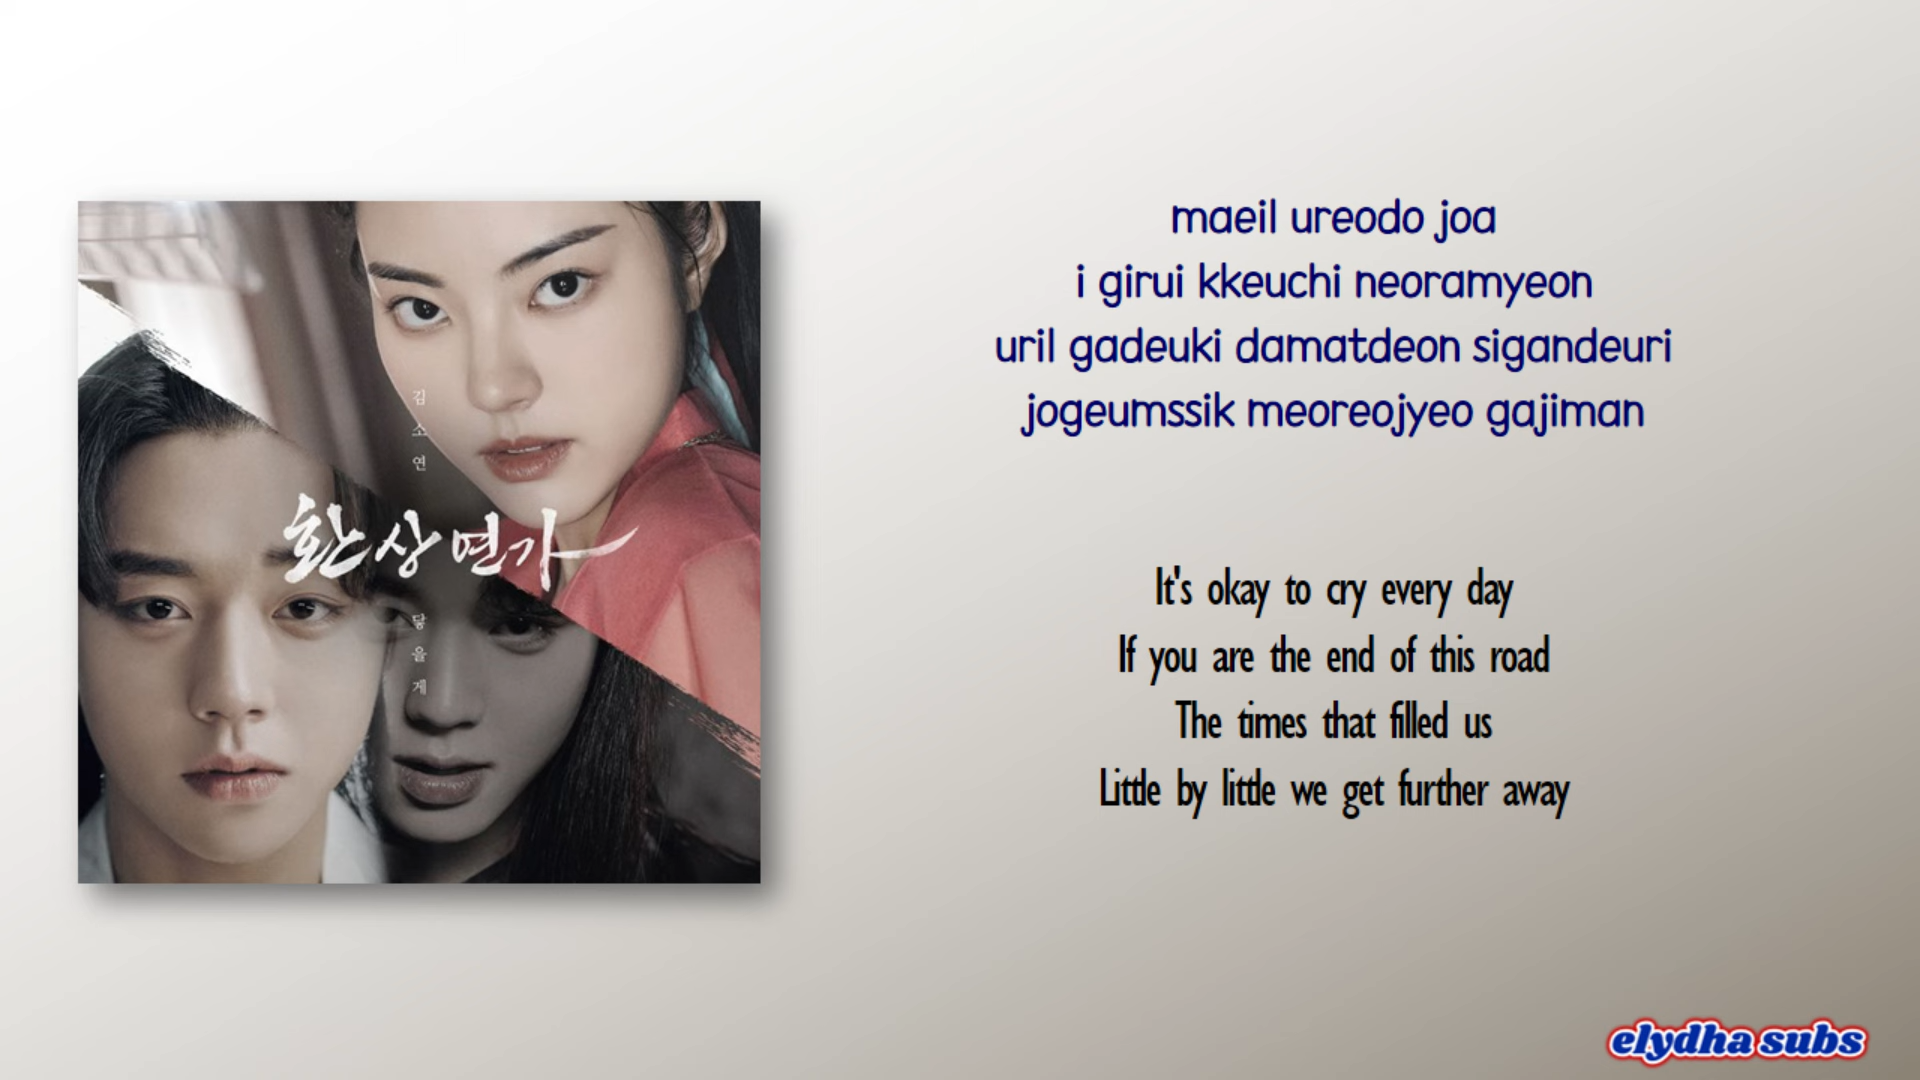 김소연
환상연가
닿을게
maeil ureodo joa
i girui kkeuchi neoramyeon
uril gadeuki damatdeon sigandeuri
jogeumssik meoreojyeo gajiman
It's okay to cry every day
If you are the end of this road
The times that filled us
Little by little we get further away
elydha subs